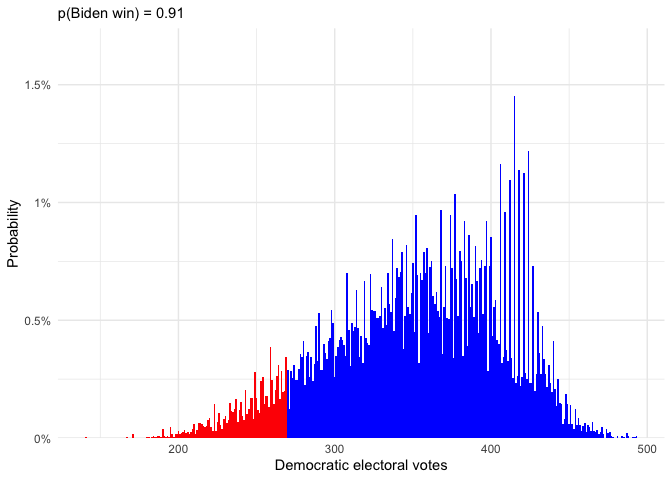 p(Biden win) = 0.91
1.5%
1%
Probability
0.5%
0%
200
300
400
500
Democratic electoral votes